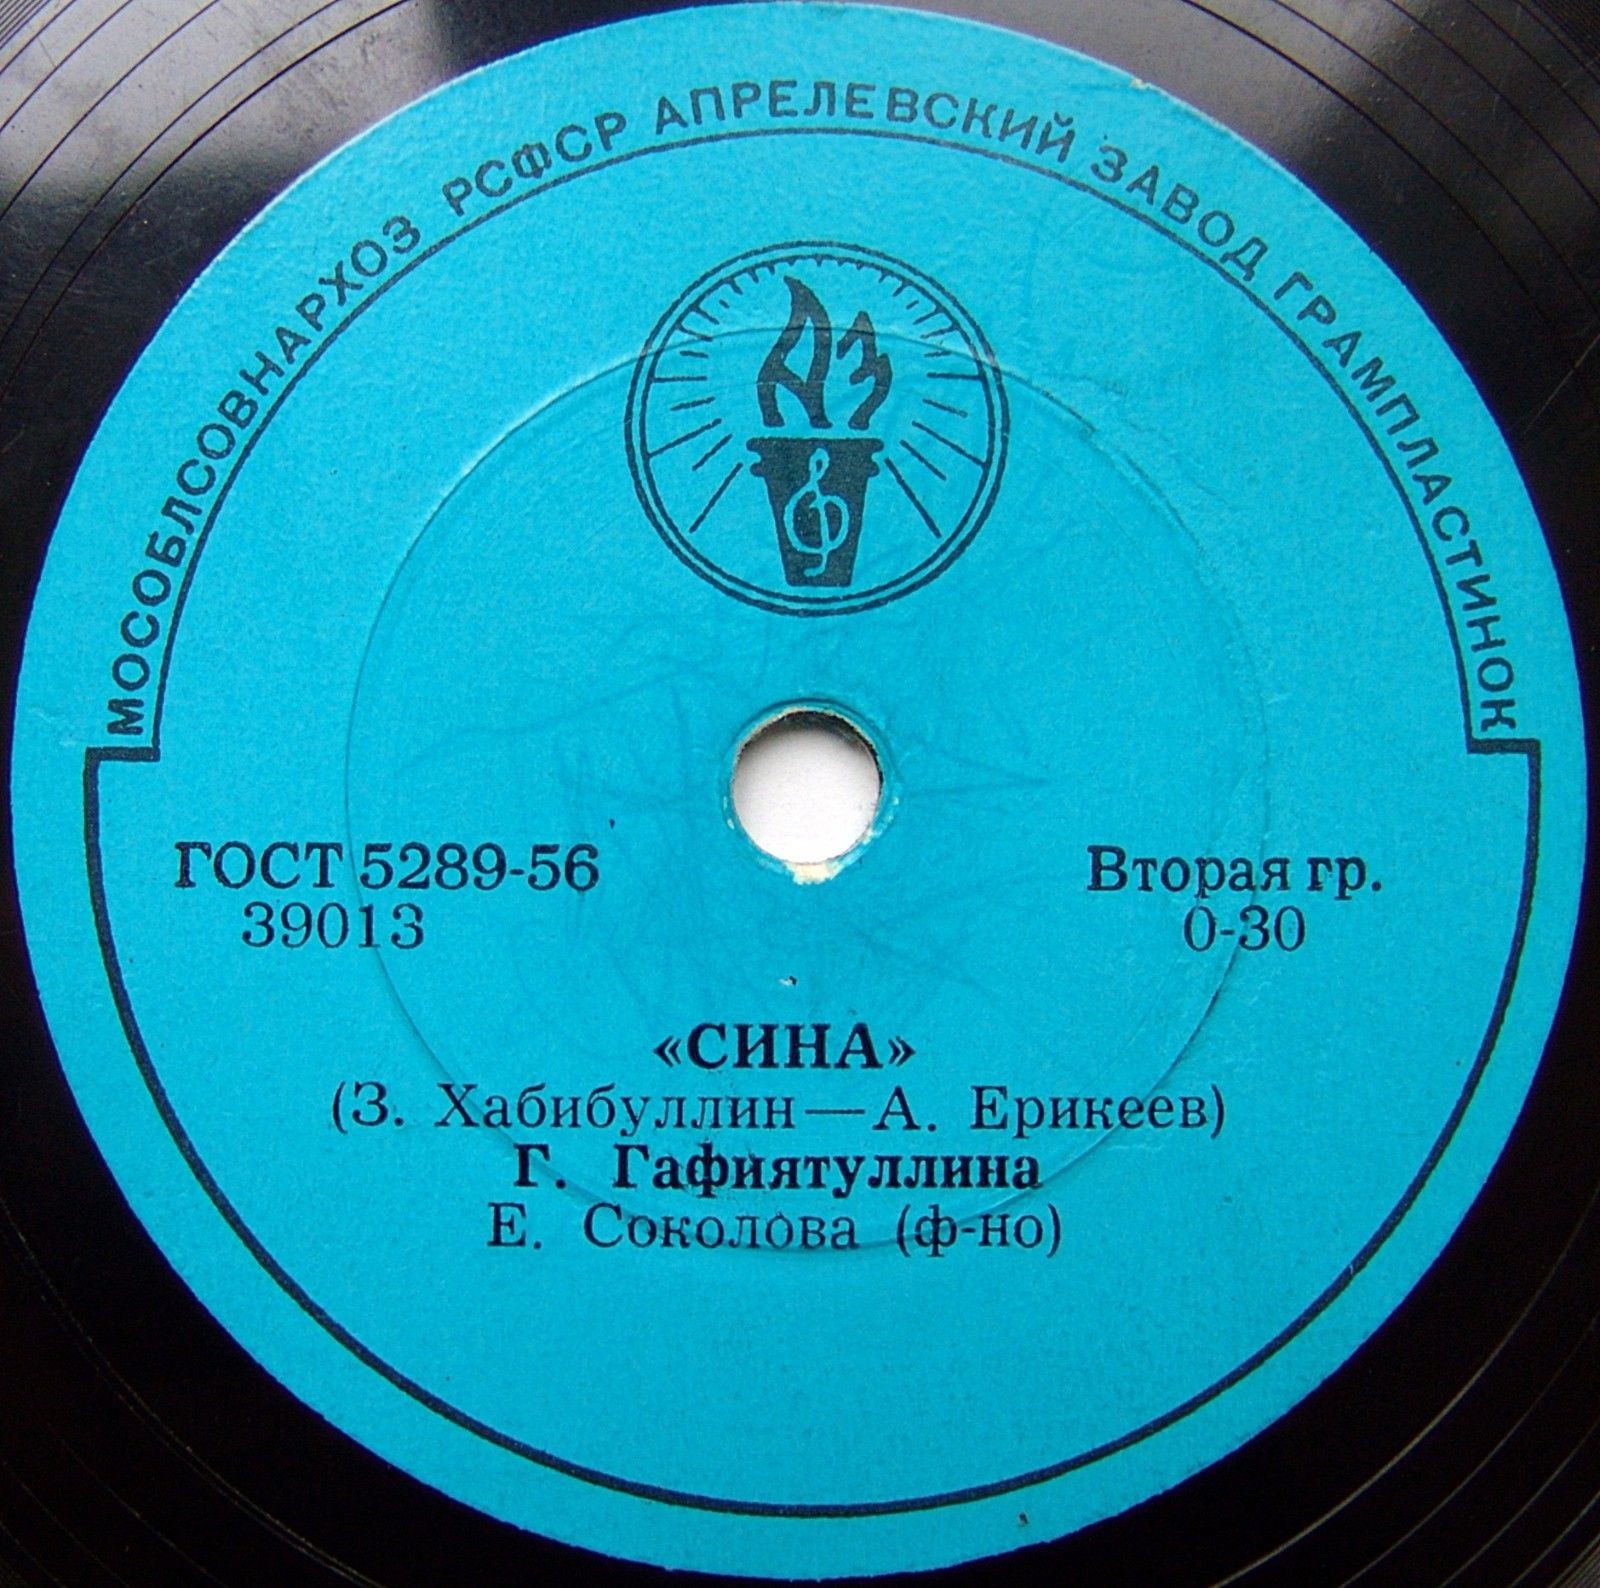 МОСОБЛСОВНАРХОЗ РСФСР АПРЕЛЕВСКИЙ ЗАВОД ГРАМПЛАСТИНОК
АЗ
ГОСТ 5289-56
39013
Вторая гр.
0-30
«СИНА»
(З. Хабибуллин — А. Ерикеев)
Г. Гафиятуллина
Е. Соколова (ф-но)